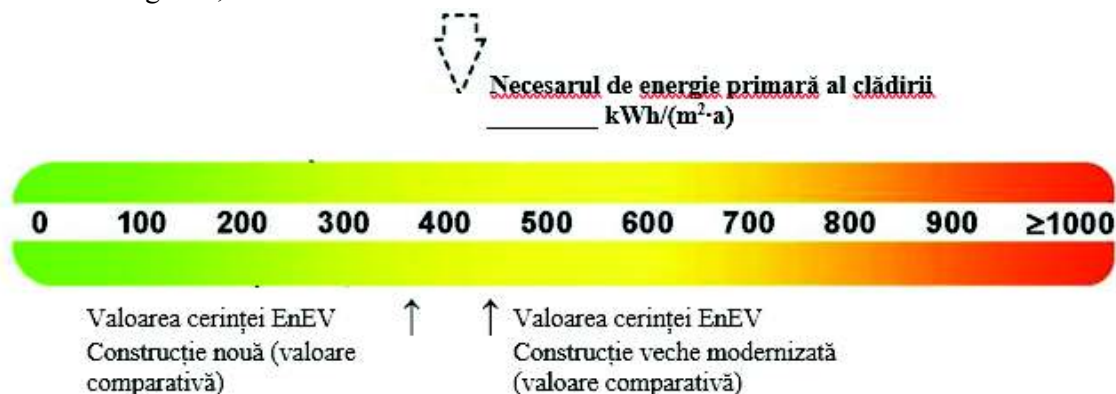 Necesarul de energie primară al clădirii
________ kWh/(m²·a)
0 100 200 300 400 500 600 700 800 900 ≥1000
Valoarea cerinței EnEV
Construcție nouă (valoare
comparativă)
↑ ↑ Valoarea cerinței EnEV
Construcție veche modernizată
(valoare comparativă)